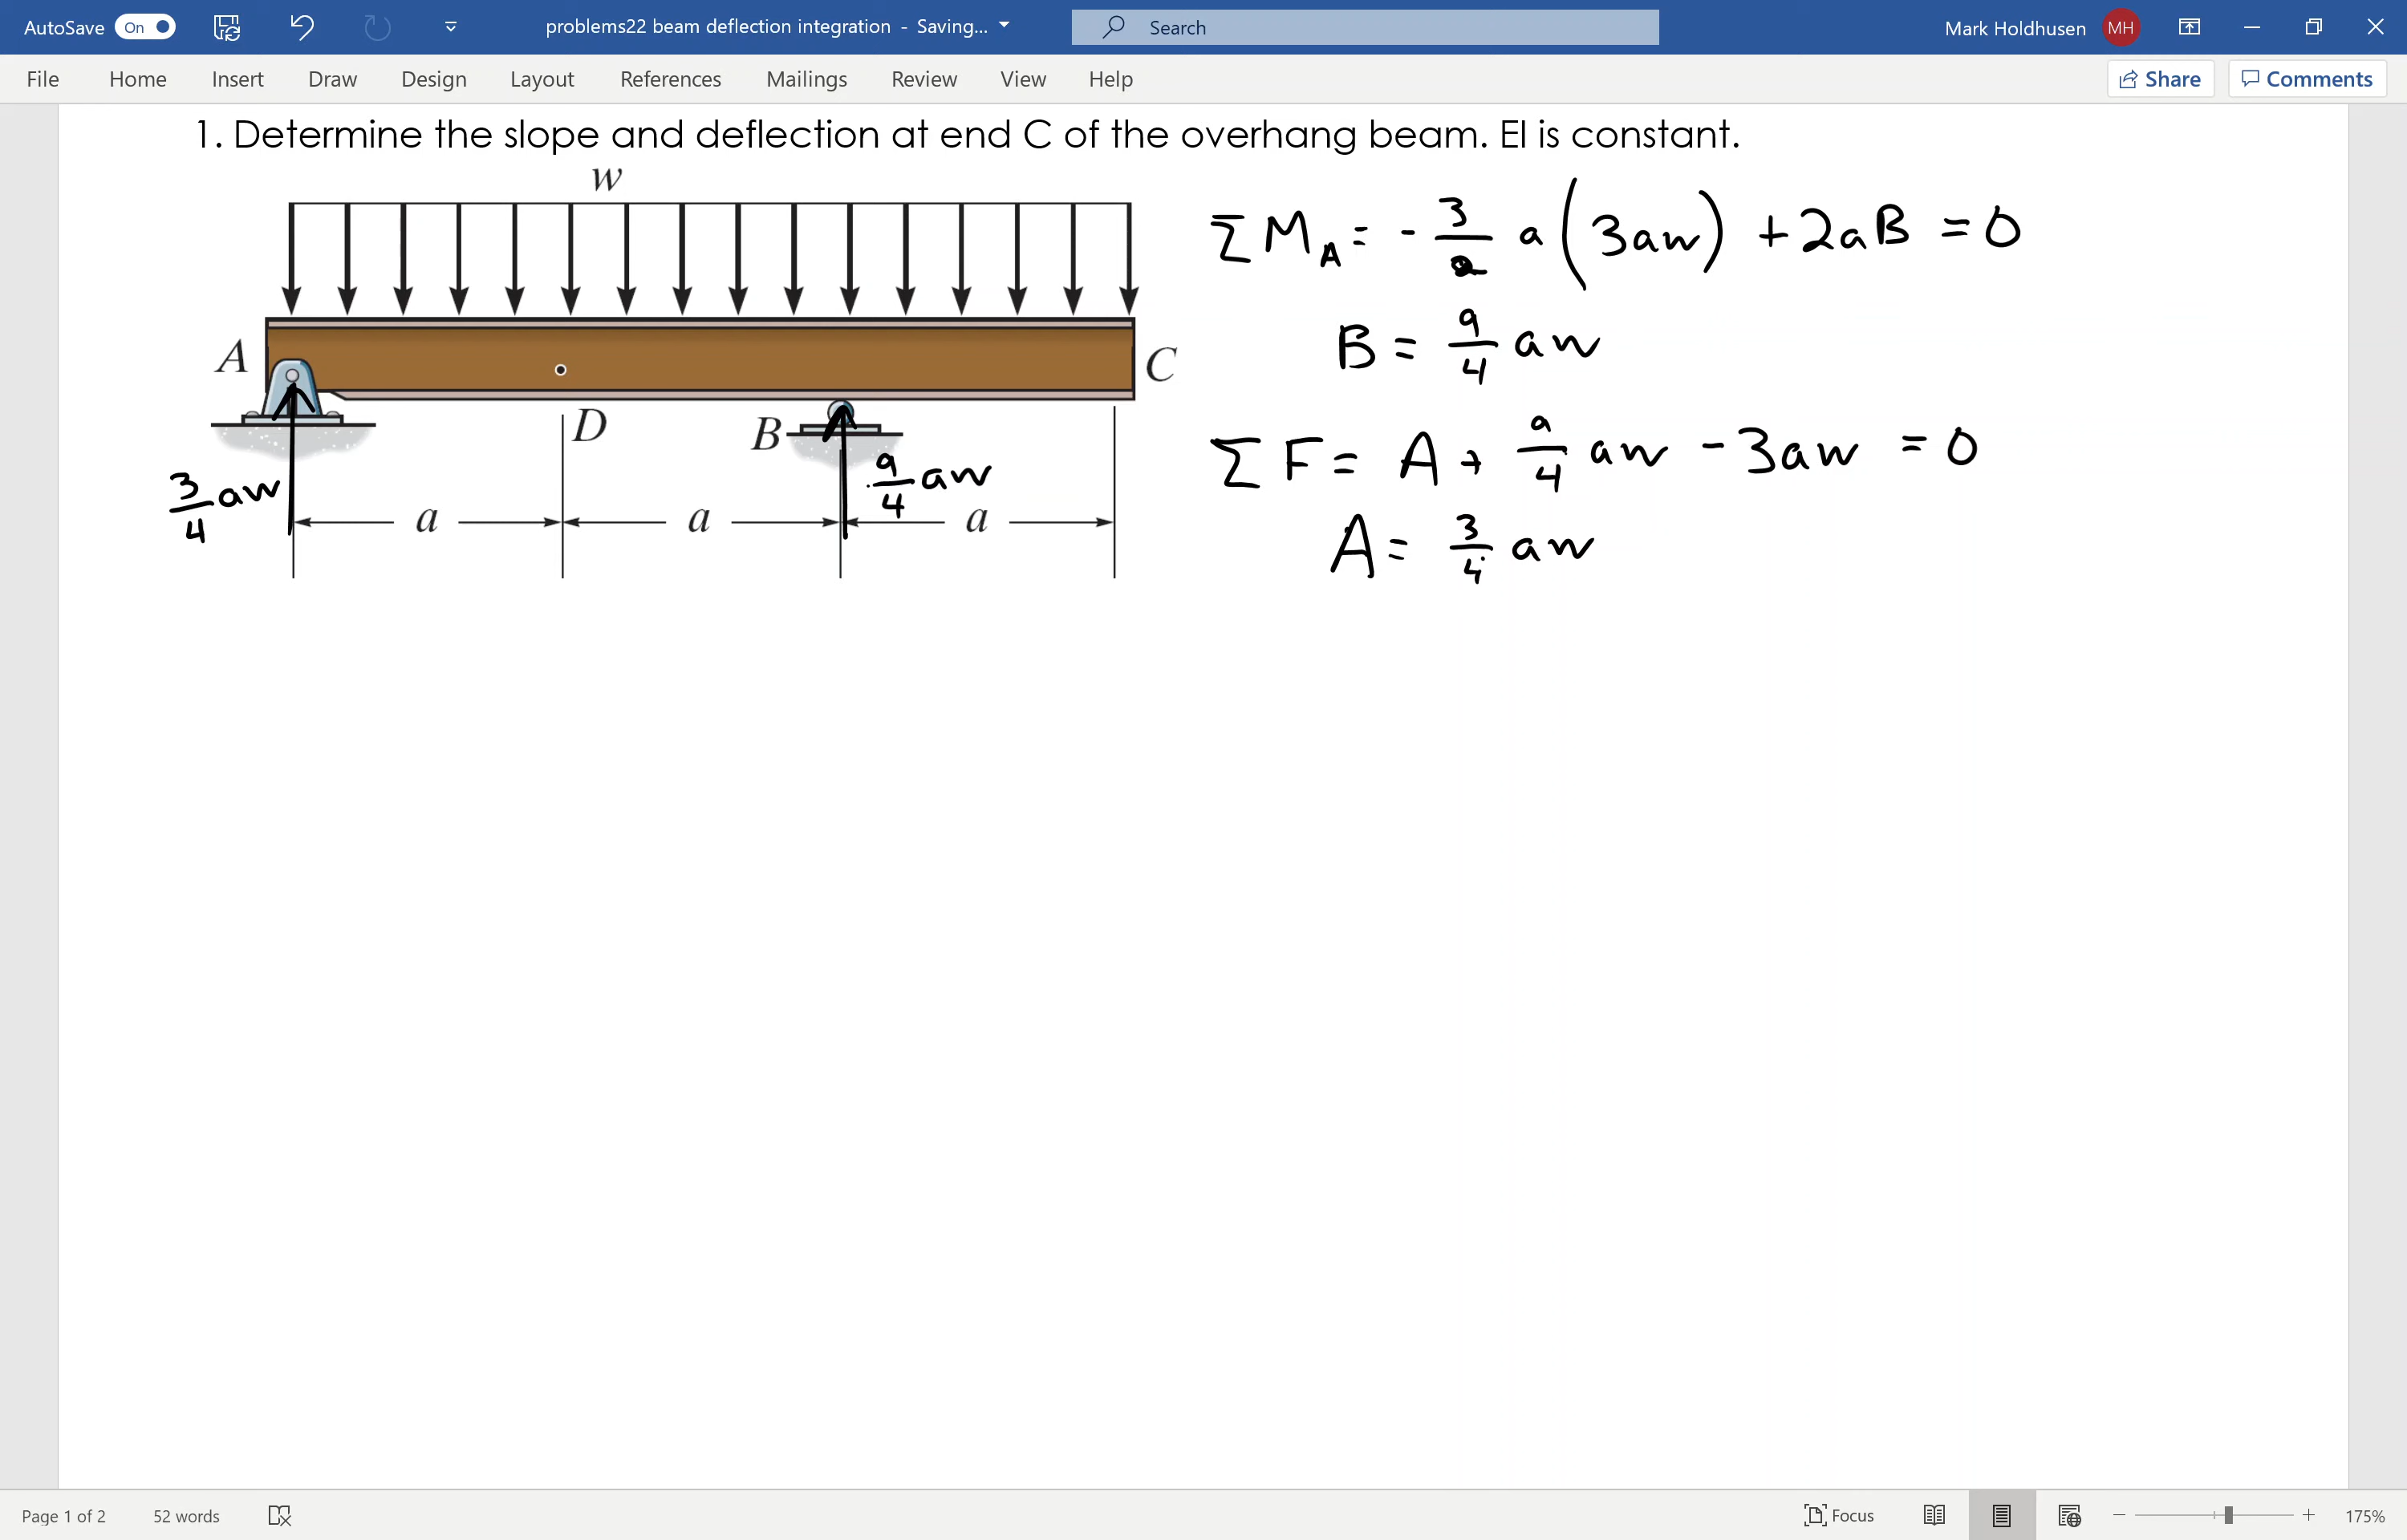 AutoSave On problems22 beam deflection integration - Saving... Search Mark Holdhusen MH
File Home Insert Draw Design Layout References Mailings Review View Help Share Comments
1. Determine the slope and deflection at end C of the overhang beam. EI is constant.
w
A
C
D
B
3/4 aw
9/4 aw
a
a
a
ΣM_A = - 3/2 a (3aw) + 2aB = 0
B = 9/4 aw
ΣF = A + 9/4 aw - 3aw = 0
A = 3/4 aw
Page 1 of 2 52 words Focus 175%